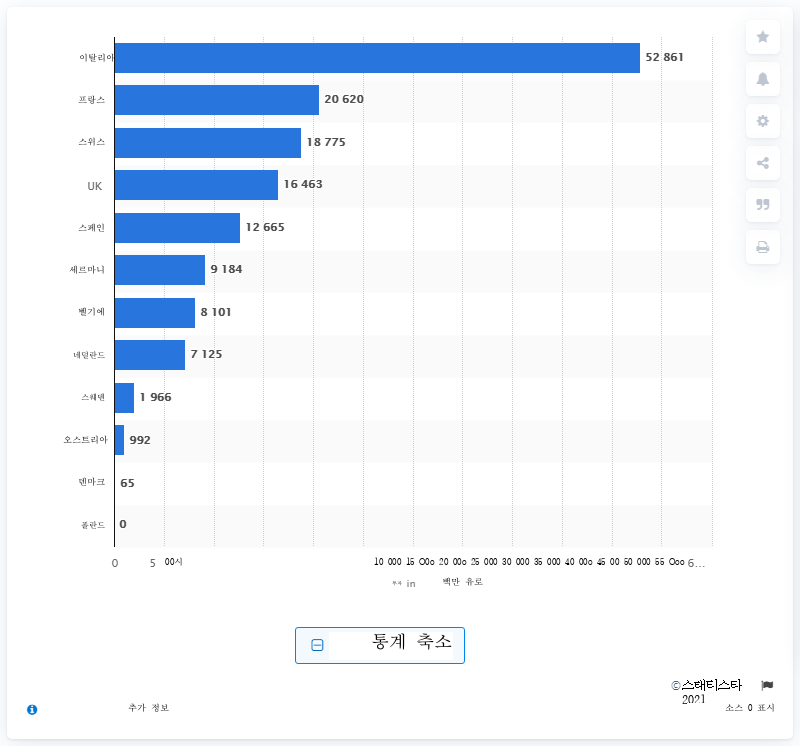 이탈리아 52 861
프랑스 20 620
스위스 18 775
UK 16 463
스페인 12 665
세르마니 9 184
벨기에 8 101
네덜란드 7 125
스웨덴 1 966
오스트리아 992
덴마크 65
폴란드 0
0 5 00시 10 000 15 00o 20 00o 25 000 30 000 35 000 40 00o 45 00 50 000 55 Ooo 6...
in 백만 유로
통계 축소
©스태티스타
2021
추가 정보 소스 0 표시